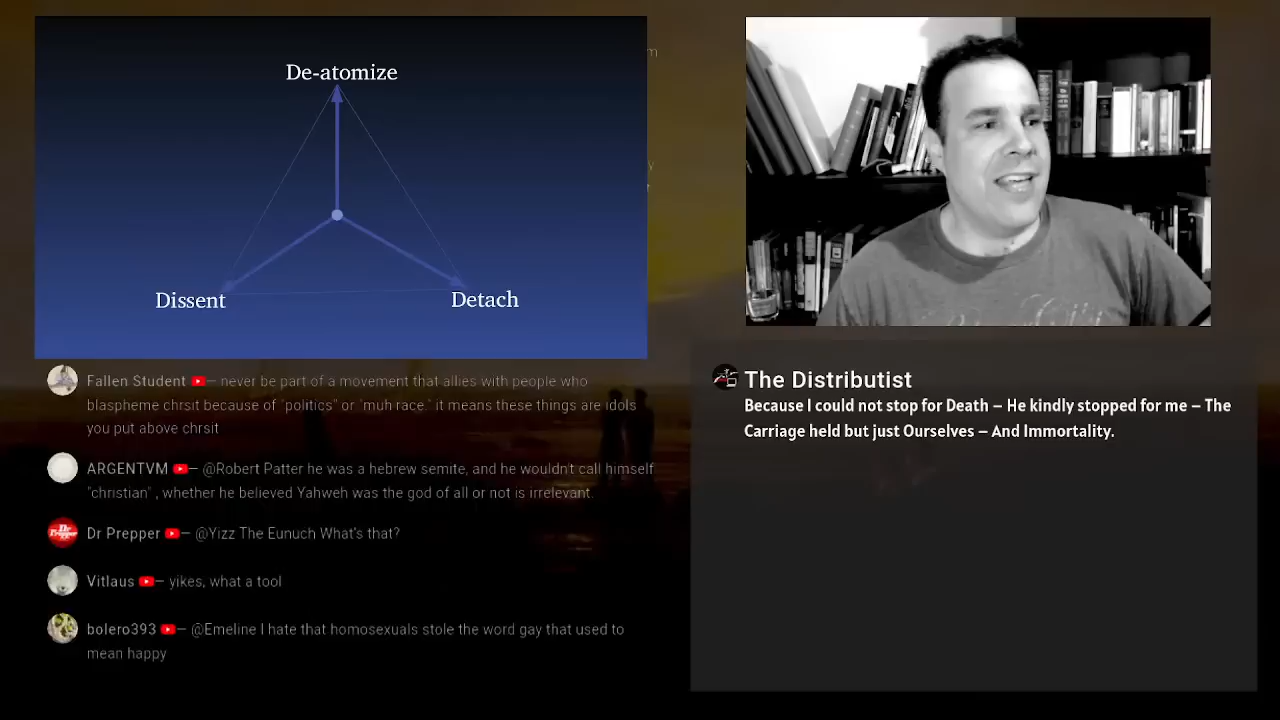 De-atomize
Dissent
Detach
Fallen Student — never be part of a movement that allies with people who
blaspheme chrsit because of "politics" or "muh race." it means these things are idols
you put above chrsit
ARGENTVM — @Robert Patter he was a hebrew semite, and he wouldn't call himself
"christian" , whether he believed Yahweh was the god of all or not is irrelevant.
Dr Prepper — @Yizz The Eunuch What's that?
Vitlaus — yikes, what a tool
bolero393 — @Emeline I hate that homosexuals stole the word gay that used to
mean happy
The Distributist
Because I could not stop for Death – He kindly stopped for me – The
Carriage held but just Ourselves – And Immortality.